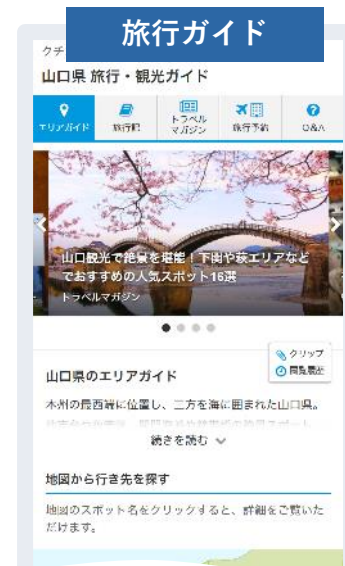 旅行ガイド
クチ
山口県 旅行・観光ガイド
エリアガイド
旅行記
トラベル
マガジン
旅行予約
Q&A
山口観光で絶景を堪能！下関や萩エリアなど
でおすすめの人気スポット16選
トラベルマガジン
クリップ
閲覧履歴
山口県のエリアガイド
本州の最西端に位置し、三方を海に囲まれた山口県。
続きを読む
地図から行き先を探す
地図のスポット名をクリックすると、詳細をご覧いた
だけます。